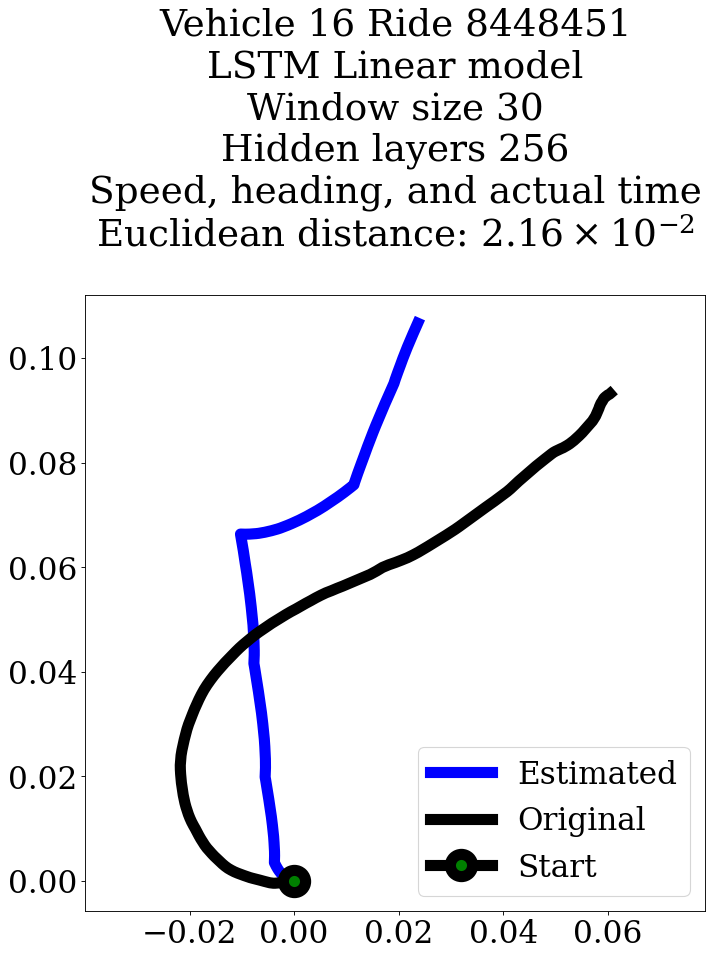 Vehicle 16 Ride 8448451
LSTM Linear model
Window size 30
Hidden layers 256
Speed, heading, and actual time
Euclidean distance: 2.16 × 10⁻²
0.10
0.08
0.06
0.04
0.02
0.00
Estimated
Original
Start
−0.02 0.00 0.02 0.04 0.06